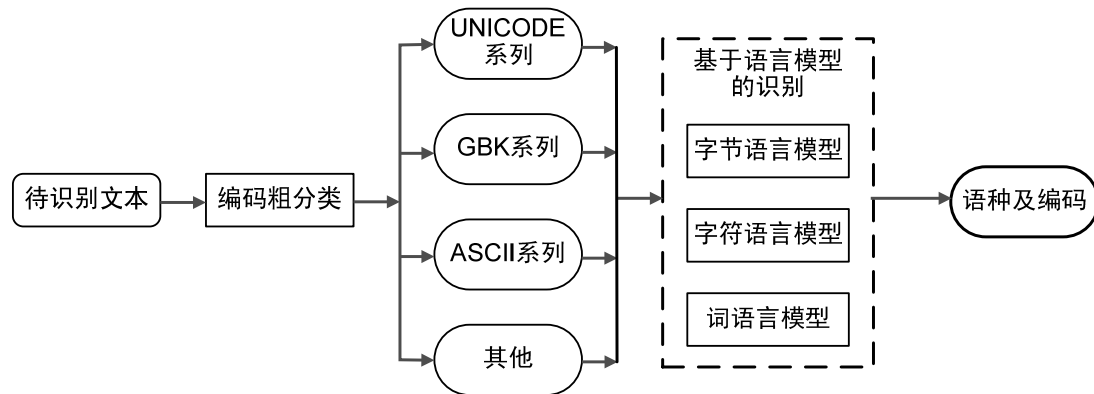 待识别文本
编码粗分类
UNICODE
系列
GBK系列
ASCII系列
其他
基于语言模型
的识别
字节语言模型
字符语言模型
词语言模型
语种及编码